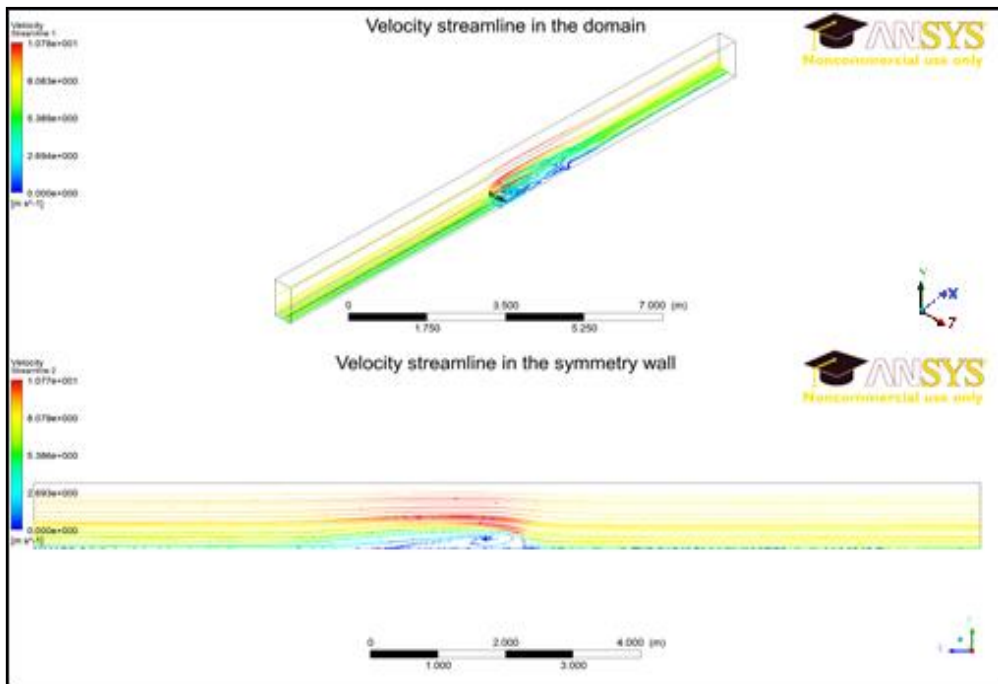 Velocity
Streamline 1
Velocity streamline in the domain
ANSYS
Noncommercial use only
1.078e+001
8.083e+000
5.389e+000
2.694e+000
0.000e+000
[m s^-1]
0 3.500 7.000 (m)
1.750 5.250
Y
X
Z
Velocity
Streamline 2
Velocity streamline in the symmetry wall
ANSYS
Noncommercial use only
1.077e+001
8.079e+000
5.386e+000
2.693e+000
0.000e+000
[m s^-1]
0 2.000 4.000 (m)
1.000 3.000